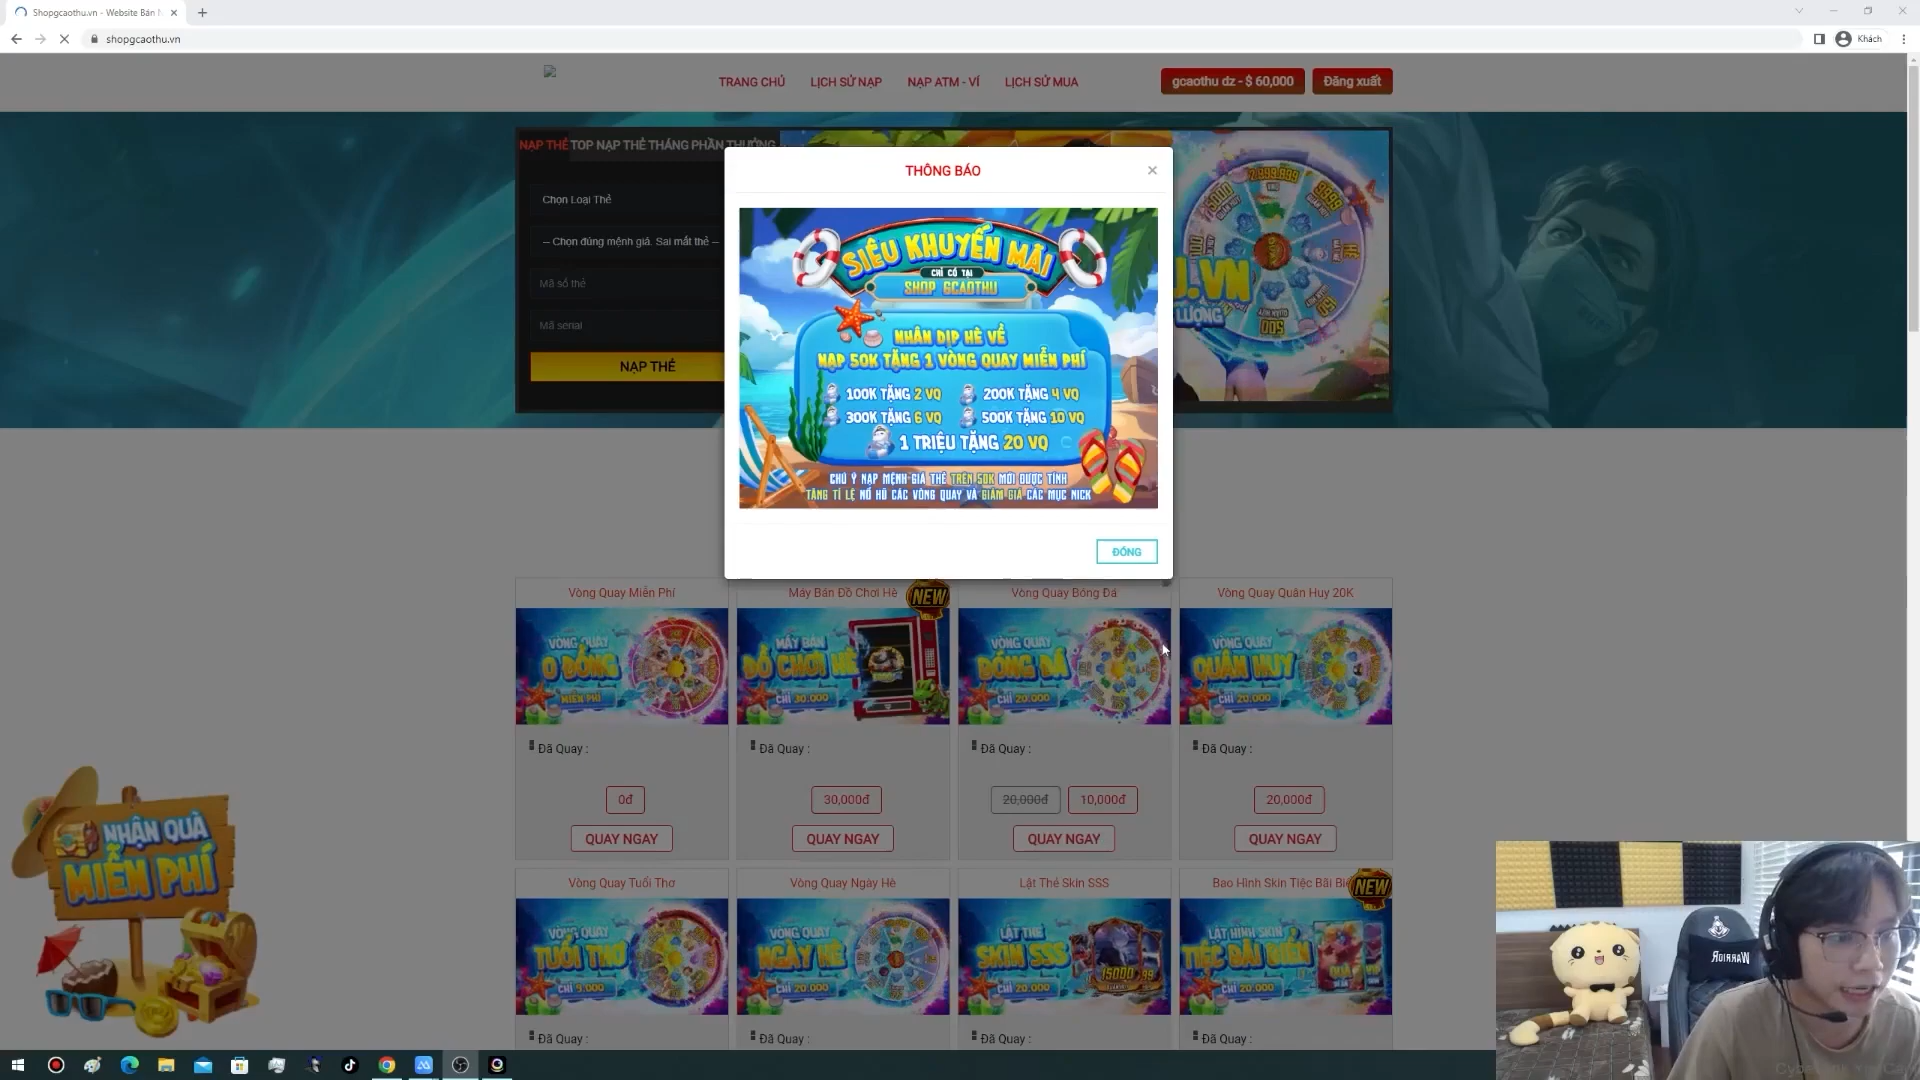 Shopgcaothu.vn - Website Bán N
shopgcaothu.vn
Khách
TRANG CHỦ
LỊCH SỬ NẠP
NẠP ATM - VÍ
LỊCH SỬ MUA
gcaothu dz - $ 60,000
Đăng xuất
NẠP THẺ TOP NẠP THẺ THÁNG PHẦN THƯỞNG
Chọn Loại Thẻ
-- Chọn đúng mệnh giá. Sai mất thẻ --
Mã số thẻ
Mã serial
NẠP THẺ
THÔNG BÁO
SIÊU KHUYẾN MÃI
CHỈ CÓ TẠI
SHOP GCAOTHU
NHÂN DỊP HÈ VỀ
NẠP 50K TẶNG 1 VÒNG QUAY MIỄN PHÍ
100K TẶNG 2 VQ
200K TẶNG 4 VQ
300K TẶNG 6 VQ
500K TẶNG 10 VQ
1 TRIỆU TẶNG 20 VQ
CHÚ Ý NẠP MỆNH GIÁ THẺ TRÊN 50K MỚI ĐƯỢC TÍNH
TĂNG TỈ LỆ NỔ HŨ CÁC VÒNG QUAY VÀ GIẢM GIÁ CÁC MỤC NICK
ĐÓNG
U.VN
LƯỢNG
500
Vòng Quay Miễn Phí
Máy Bán Đồ Chơi Hè
NEW
Vòng Quay Bóng Đá
Vòng Quay Quân Huy 20K
VÒNG QUAY
0 ĐỒNG
MIỄN PHÍ
MÁY BÁN
ĐỒ CHƠI HÈ
CHỈ 30.000
VÒNG QUAY
BÓNG ĐÁ
CHỈ 20.000
VÒNG QUAY
QUÂN HUY
CHỈ 20.000
Đã Quay :
Đã Quay :
Đã Quay :
Đã Quay :
0đ
30,000đ
20,000đ
10,000đ
20,000đ
QUAY NGAY
QUAY NGAY
QUAY NGAY
QUAY NGAY
NHẬN QUÀ
MIỄN PHÍ
Vòng Quay Tuổi Thơ
Vòng Quay Ngày Hè
Lật Thẻ Skin SSS
Bao Hình Skin Tiệc Bãi Bi
NEW
VÒNG QUAY
TUỔI THƠ
CHỈ 9.000
VÒNG QUAY
NGÀY HÈ
CHỈ 20.000
LẬT THẺ
SKIN SSS
CHỈ 20.000
LẬT HÌNH SKIN
TIỆC BÃI BIỂN
CHỈ 20.000
Đã Quay :
Đã Quay :
Đã Quay :
Đã Quay :
WARRIOR